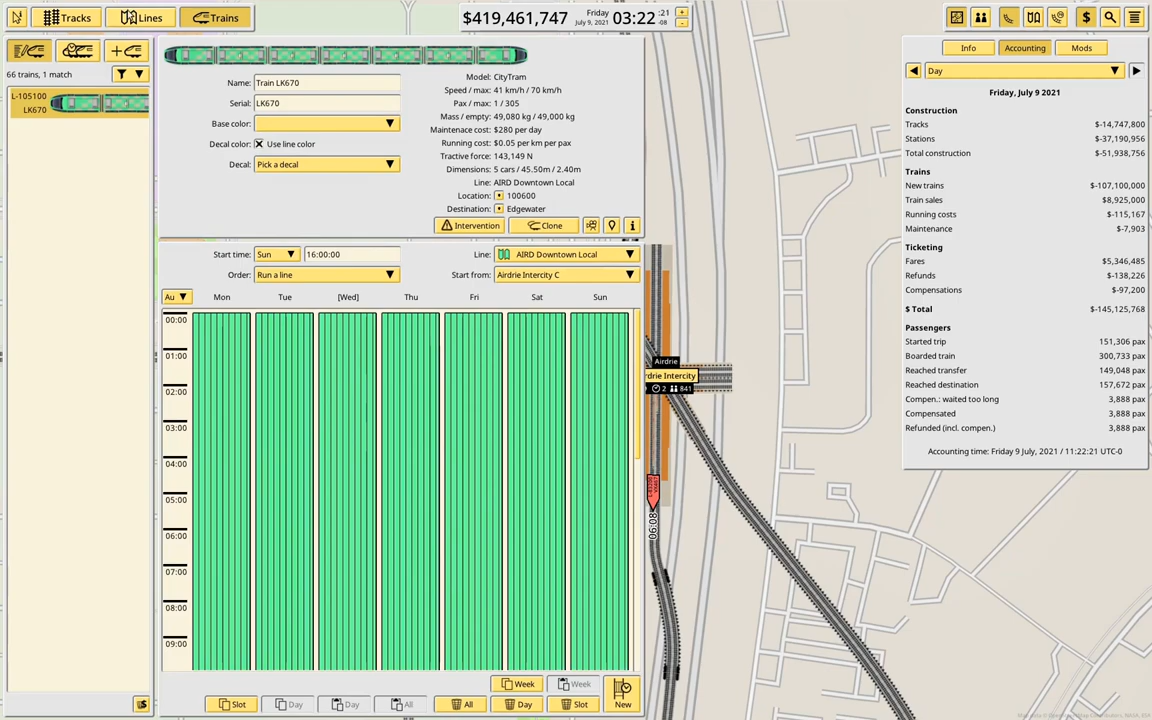 Tracks
Lines
Trains
$419,461,747
Friday
July 9, 2021
03:22
:21
-08
+
-
$
66 trains, 1 match
L-105100
LK670
Name:
Train LK670
Serial:
LK670
Base color:
Decal color:
Use line color
Decal:
Pick a decal
Model: CityTram
Speed / max: 41 km/h / 70 km/h
Pax / max: 1 / 305
Mass / empty: 49,080 kg / 49,000 kg
Maintenace cost: $280 per day
Running cost: $0.05 per km per pax
Tractive force: 143,149 N
Dimensions: 5 cars / 45.50m / 2.40m
Line: AIRD Downtown Local
Location: 100600
Destination: Edgewater
Intervention
Clone
Start time:
Sun
16:00:00
Line:
AIRD Downtown Local
Order:
Run a line
Start from:
Airdrie Intercity C
Au
Mon
Tue
[Wed]
Thu
Fri
Sat
Sun
00:00
01:00
02:00
03:00
04:00
05:00
06:00
07:00
08:00
09:00
Week
Week
Slot
Day
Day
All
All
Day
Slot
New
Airdrie
rdrie Intercity
2 841
06:08
Info
Accounting
Mods
Day
Friday, July 9 2021
Construction
Tracks $-14,747,800
Stations $-37,190,956
Total construction $-51,938,756
Trains
New trains $-107,100,000
Train sales $8,925,000
Running costs $-115,167
Maintenance $-7,903
Ticketing
Fares $5,346,485
Refunds $-138,226
Compensations $-97,200
$ Total $-145,125,768
Passengers
Started trip 151,306 pax
Boarded train 300,733 pax
Reached transfer 149,048 pax
Reached destination 157,672 pax
Compen.: waited too long 3,888 pax
Compensated 3,888 pax
Refunded (incl. compen.) 3,888 pax
Accounting time: Friday 9 July, 2021 / 11:22:21 UTC-0